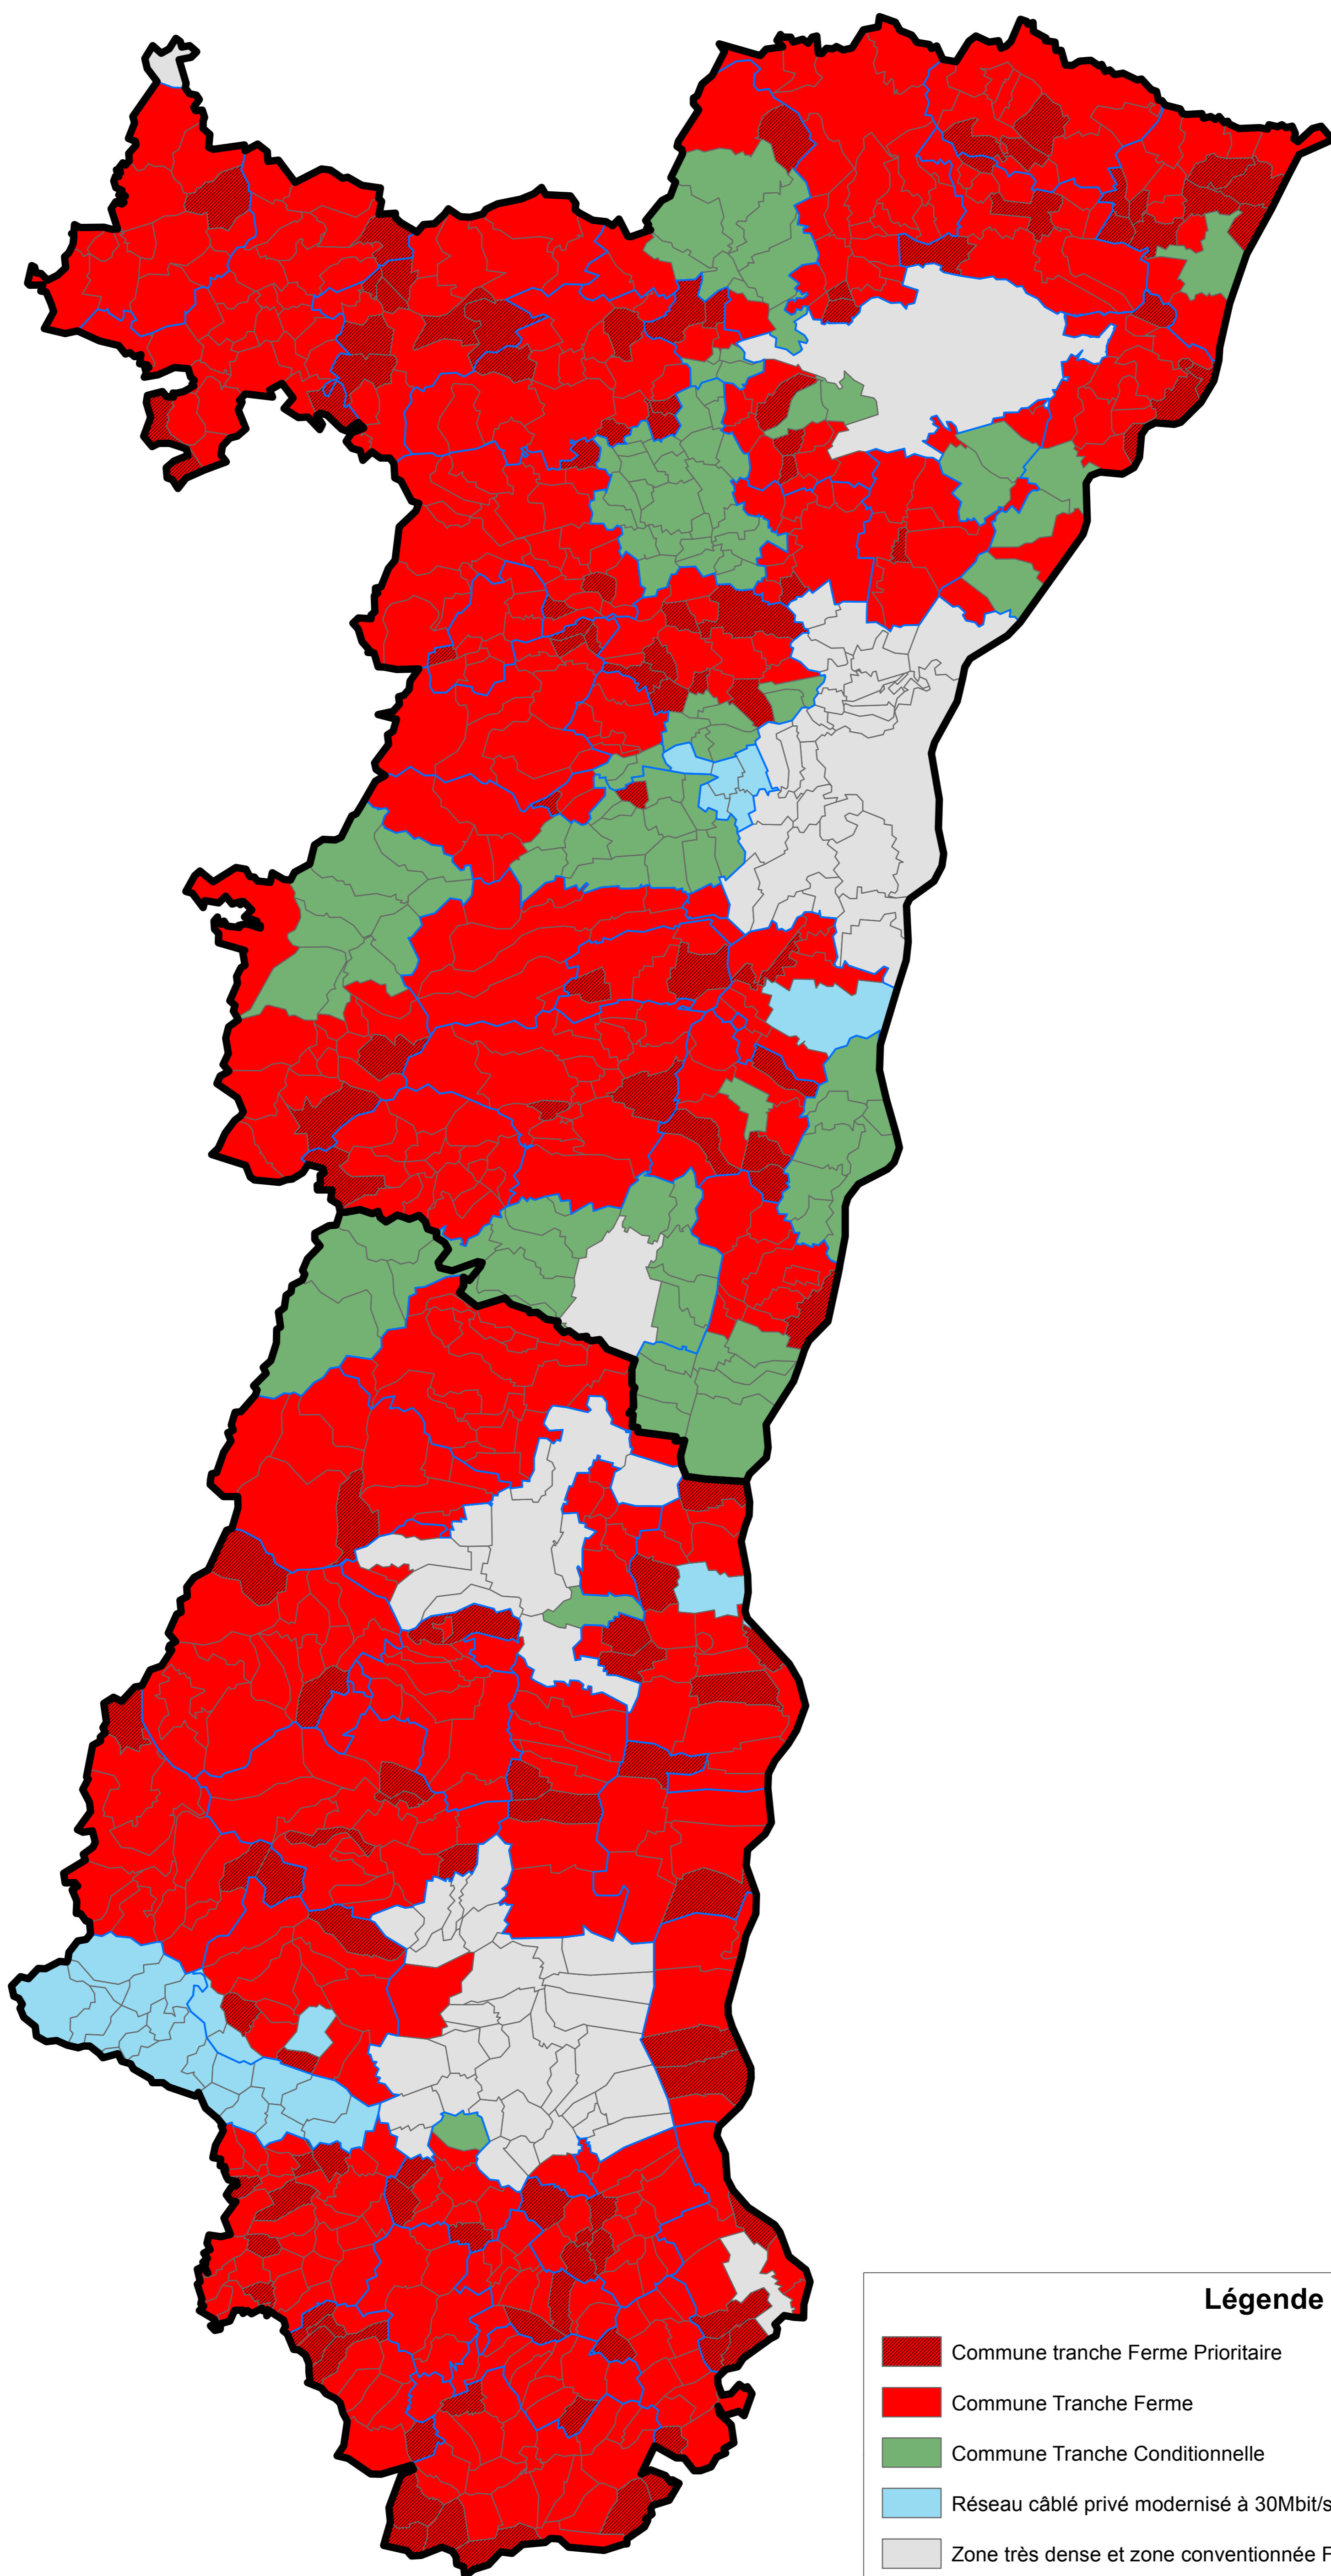 Légende
Commune tranche Ferme Prioritaire
Commune Tranche Ferme
Commune Tranche Conditionnelle
Réseau câblé privé modernisé à 30Mbit/s
Zone très dense et zone conventionnée F